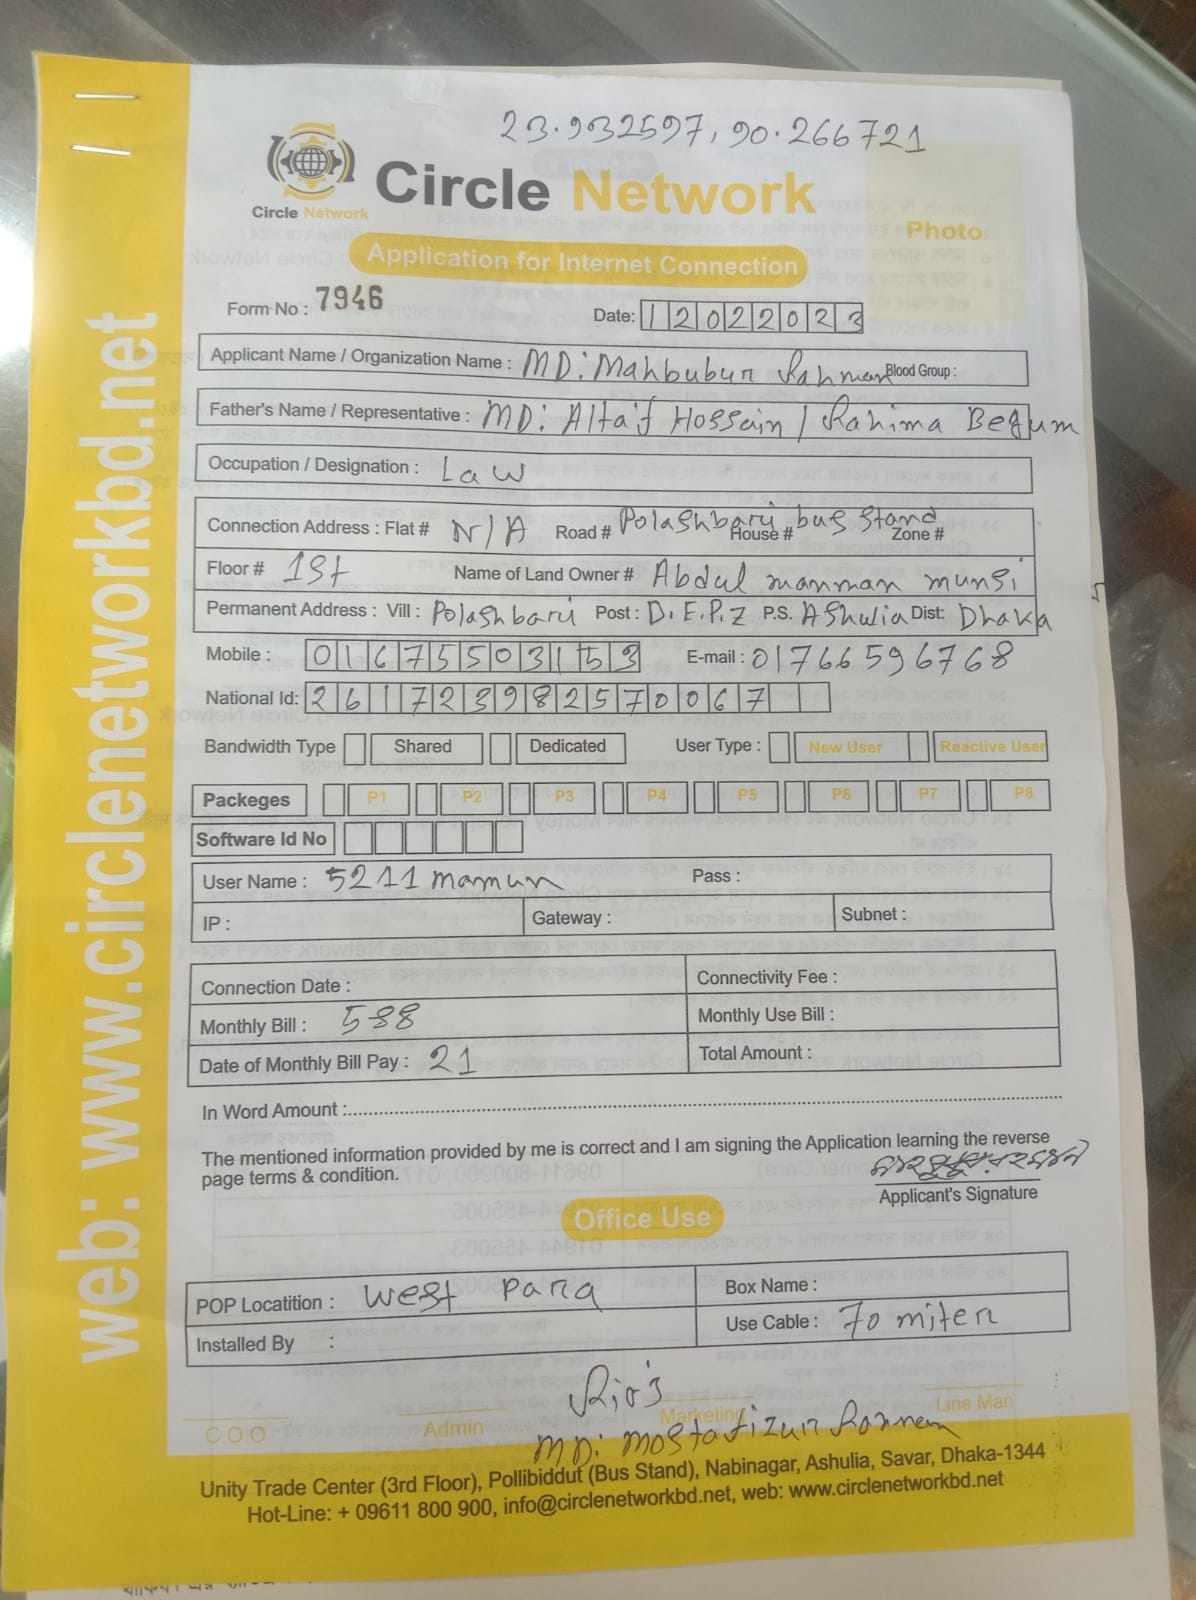 23.932597, 90.266721
Circle Network
Circle Network
Photo
Application for Internet Connection
Form No : 7946
Date: 12022023
Applicant Name / Organization Name : MD: Mahbubur Rahman Blood Group :
Father's Name / Representative : MD: Altaif Hossain / Rahima Begum
Occupation / Designation : Law
Connection Address : Flat # N/A Road # Polashbari bus stand House # Zone #
Floor # 1st Name of Land Owner # Abdul manman munsi
Permanent Address : Vill : Polashbari Post : D.E.P.Z P.S. Ashulia Dist: Dhaka
Mobile : 01675503153 E-mail : 01766596768
National Id: 261723982570067
Bandwidth Type Shared Dedicated User Type : New User Reactive User
Packeges P1 P2 P3 P4 P5 P6 P7 P8
Software Id No
User Name : 5211mamun Pass :
IP : Gateway : Subnet :
Connection Date : Connectivity Fee :
Monthly Bill : 588 Monthly Use Bill :
Date of Monthly Bill Pay : 21 Total Amount :
In Word Amount :
The mentioned information provided by me is correct and I am signing the Application learning the reverse
page terms & condition.
Applicant's Signature
Office Use
POP Locatition : west para Box Name :
Installed By : Use Cable : 70 miter
C.O.O Admin Marketing Line Man
MD: Mostafizur Rahman
Unity Trade Center (3rd Floor), Pollibiddut (Bus Stand), Nabinagar, Ashulia, Savar, Dhaka-1344
Hot-Line: + 09611 800 900, info@circlenetworkbd.net, web: www.circlenetworkbd.net
web: www.circlenetworkbd.net